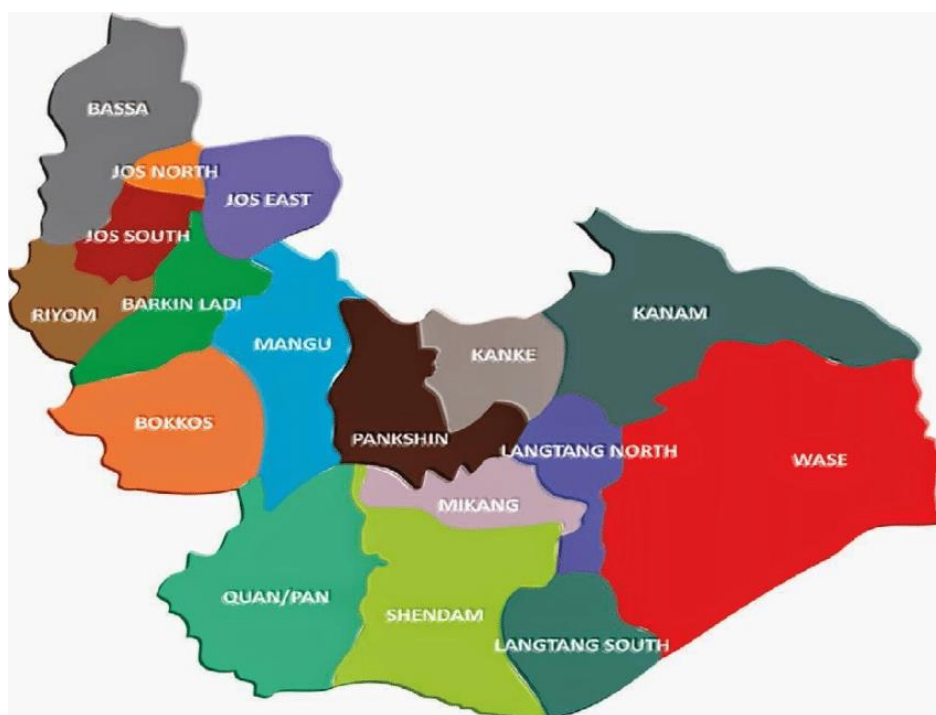 BASSA
JOS NORTH
JOS EAST
JOS SOUTH
BARKIN LADI
RIYOM
KANAM
MANGU
KANKE
BOKKOS
PANKSHIN
LANGTANG NORTH
WASE
MIKANG
QUAN/PAN
SHENDAM
LANGTANG SOUTH